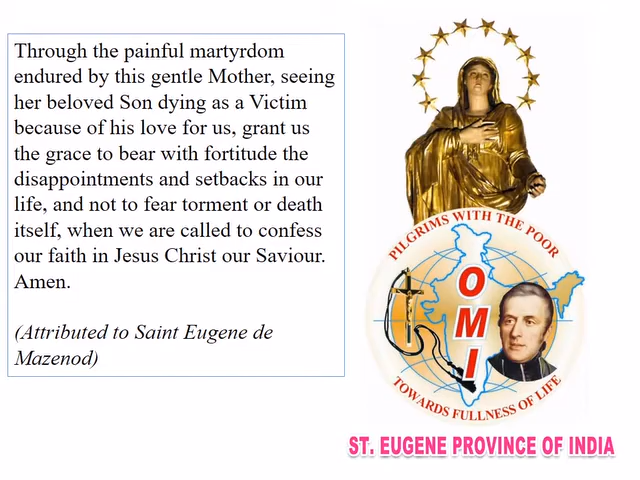 Through the painful martyrdom
endured by this gentle Mother, seeing
her beloved Son dying as a Victim
because of his love for us, grant us
the grace to bear with fortitude the
disappointments and setbacks in our
life, and not to fear torment or death
itself, when we are called to confess
our faith in Jesus Christ our Saviour.
Amen.
(Attributed to Saint Eugene de
Mazenod)
PILGRIMS WITH THE POOR
OMI
TOWARDS FULLNESS OF LIFE
ST. EUGENE PROVINCE OF INDIA